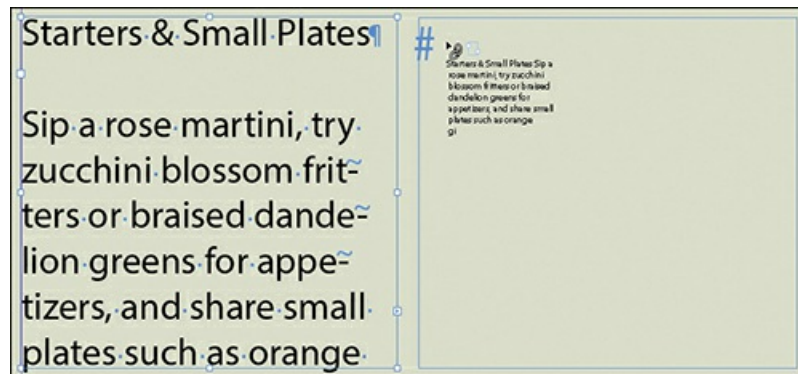 Starters & Small Plates¶
Sip a rose martini, try
zucchini blossom frit-
ters or braised dande-
lion greens for appe-
tizers, and share small
plates such as orange
#
Starters & Small Plates Sip a
rose martini, try zucchini
blossom fritters or braised
dandelion greens for
appetizers, and share small
plates such as orange
gi